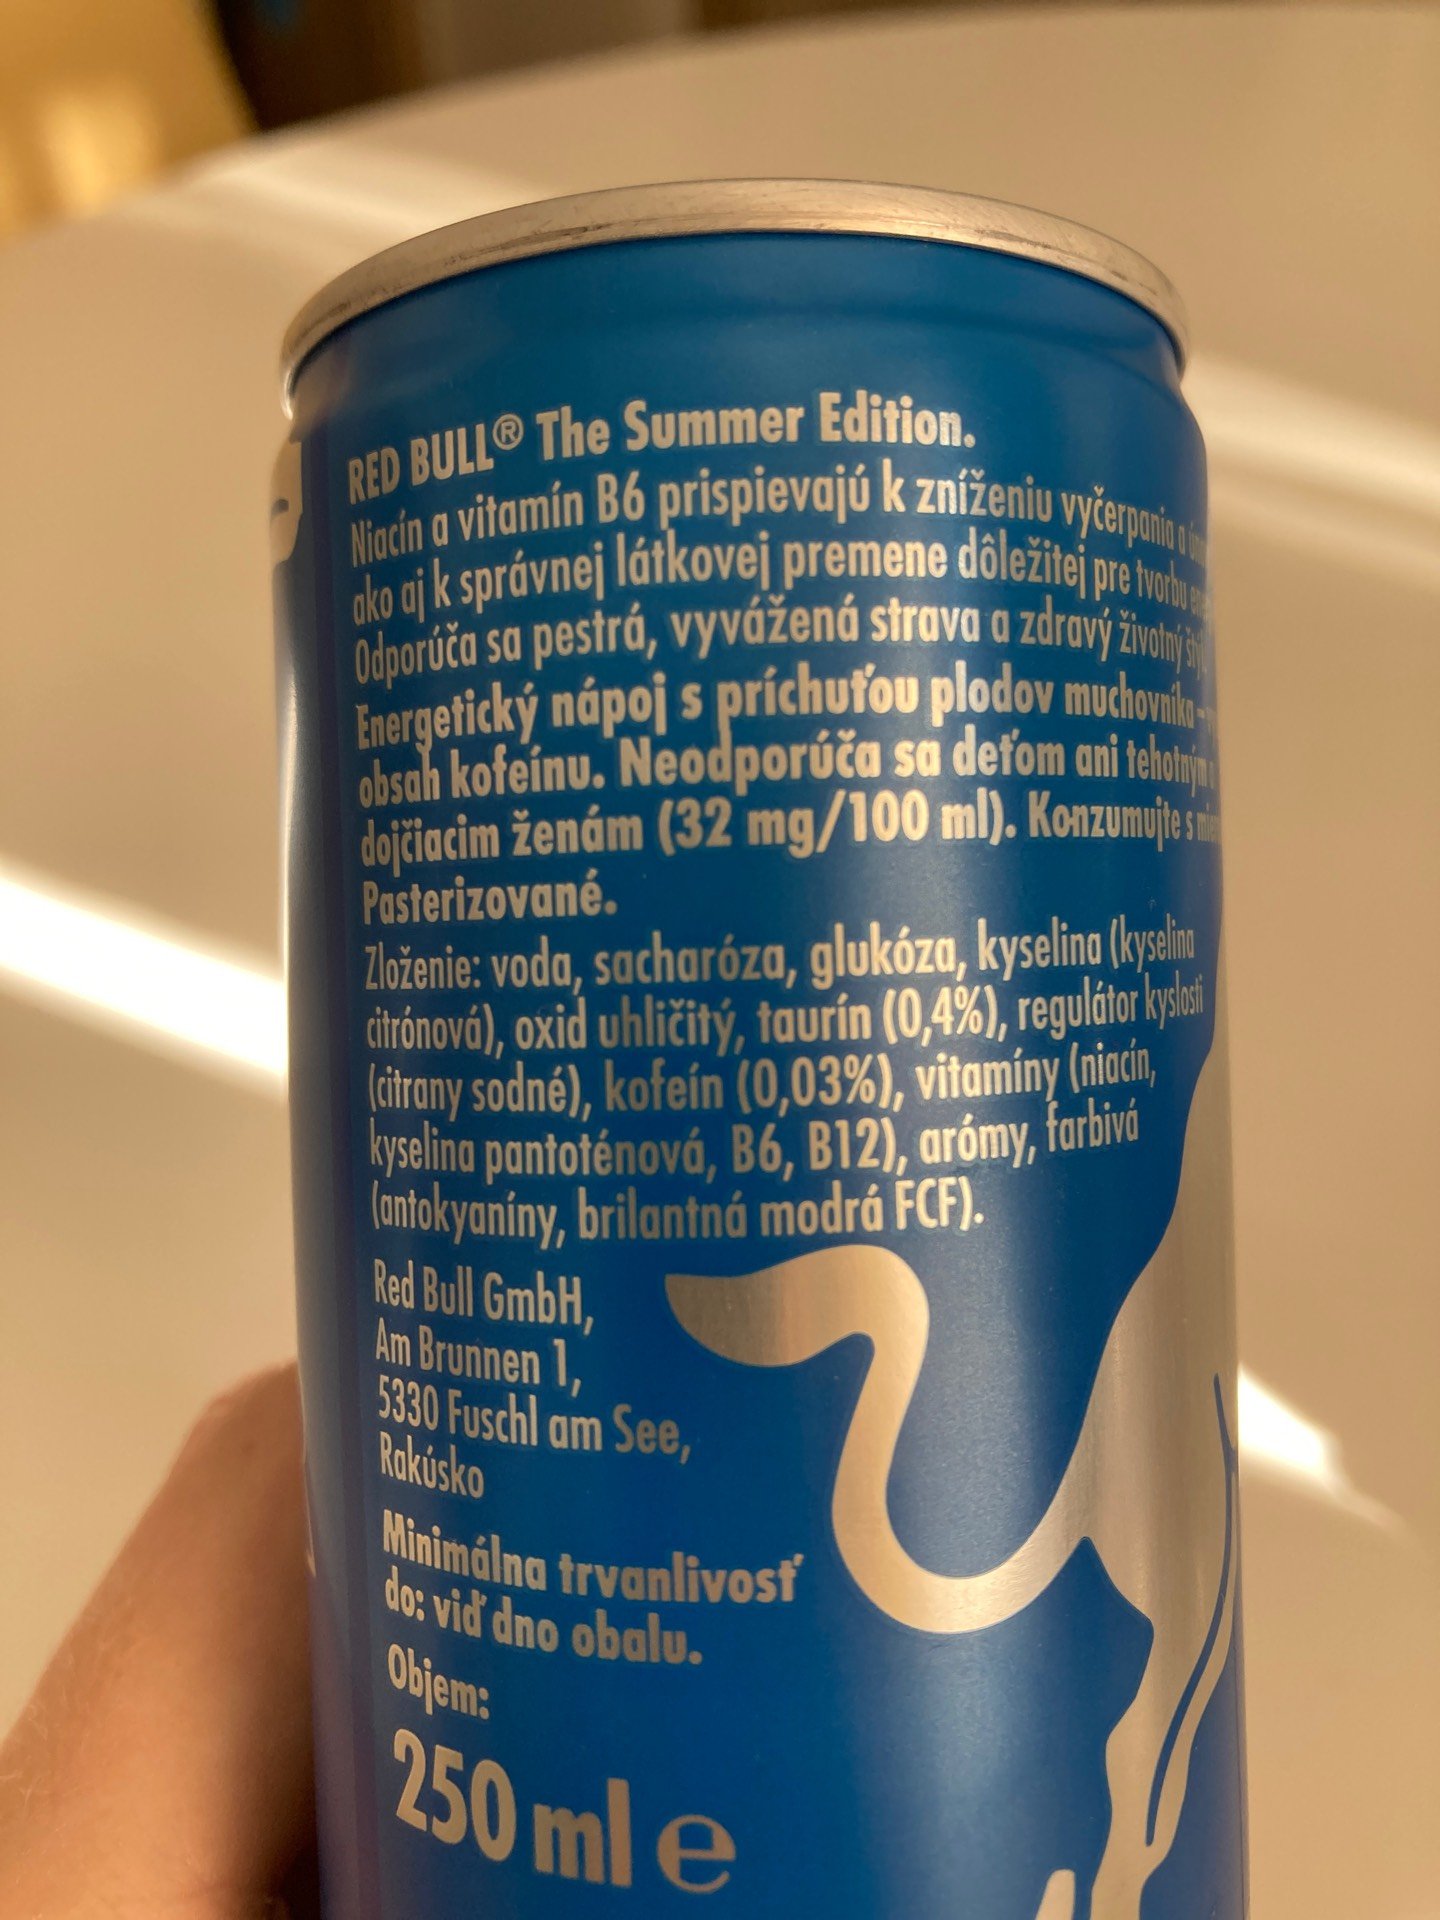 RED BULL® The Summer Edition.
Niacín a vitamín B6 prispievajú k zníženiu vyčerpania a
ako aj k správnej látkovej premene dôležitej pre tvorbu
Odporúča sa pestrá, vyvážená strava a zdravý životný štýl.
Energetický nápoj s príchuťou plodov muchovníka –
obsah kofeínu. Neodporúča sa deťom ani tehotným a
dojčiacim ženám (32 mg/100 ml). Konzumujte s
Pasterizované.
Zloženie: voda, sacharóza, glukóza, kyselina (kyselina
citrónová), oxid uhličitý, taurín (0,4%), regulátor kyslosti
(citrany sodné), kofeín (0,03%), vitamíny (niacín,
kyselina pantoténová, B6, B12), arómy, farbivá
(antokyaníny, brilantná modrá FCF).
Red Bull GmbH,
Am Brunnen 1,
5330 Fuschl am See,
Rakúsko
Minimálna trvanlivosť
do: viď dno obalu.
Objem:
250 ml e